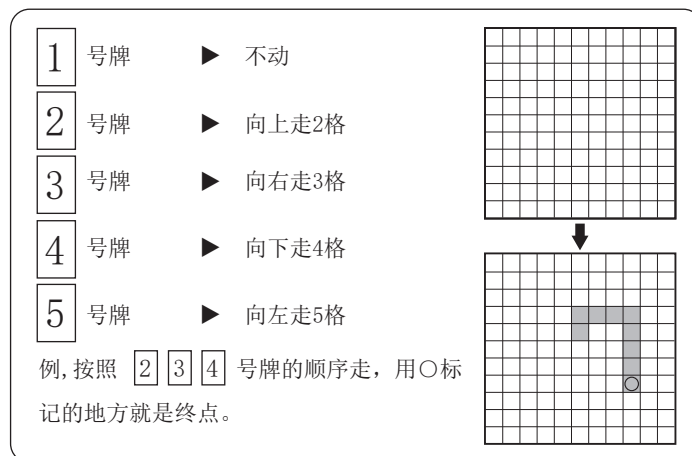 1 号牌 ▶ 不动
2 号牌 ▶ 向上走2格
3 号牌 ▶ 向右走3格
4 号牌 ▶ 向下走4格
5 号牌 ▶ 向左走5格
例,按照 2 3 4 号牌的顺序走，用○标
记的地方就是终点。